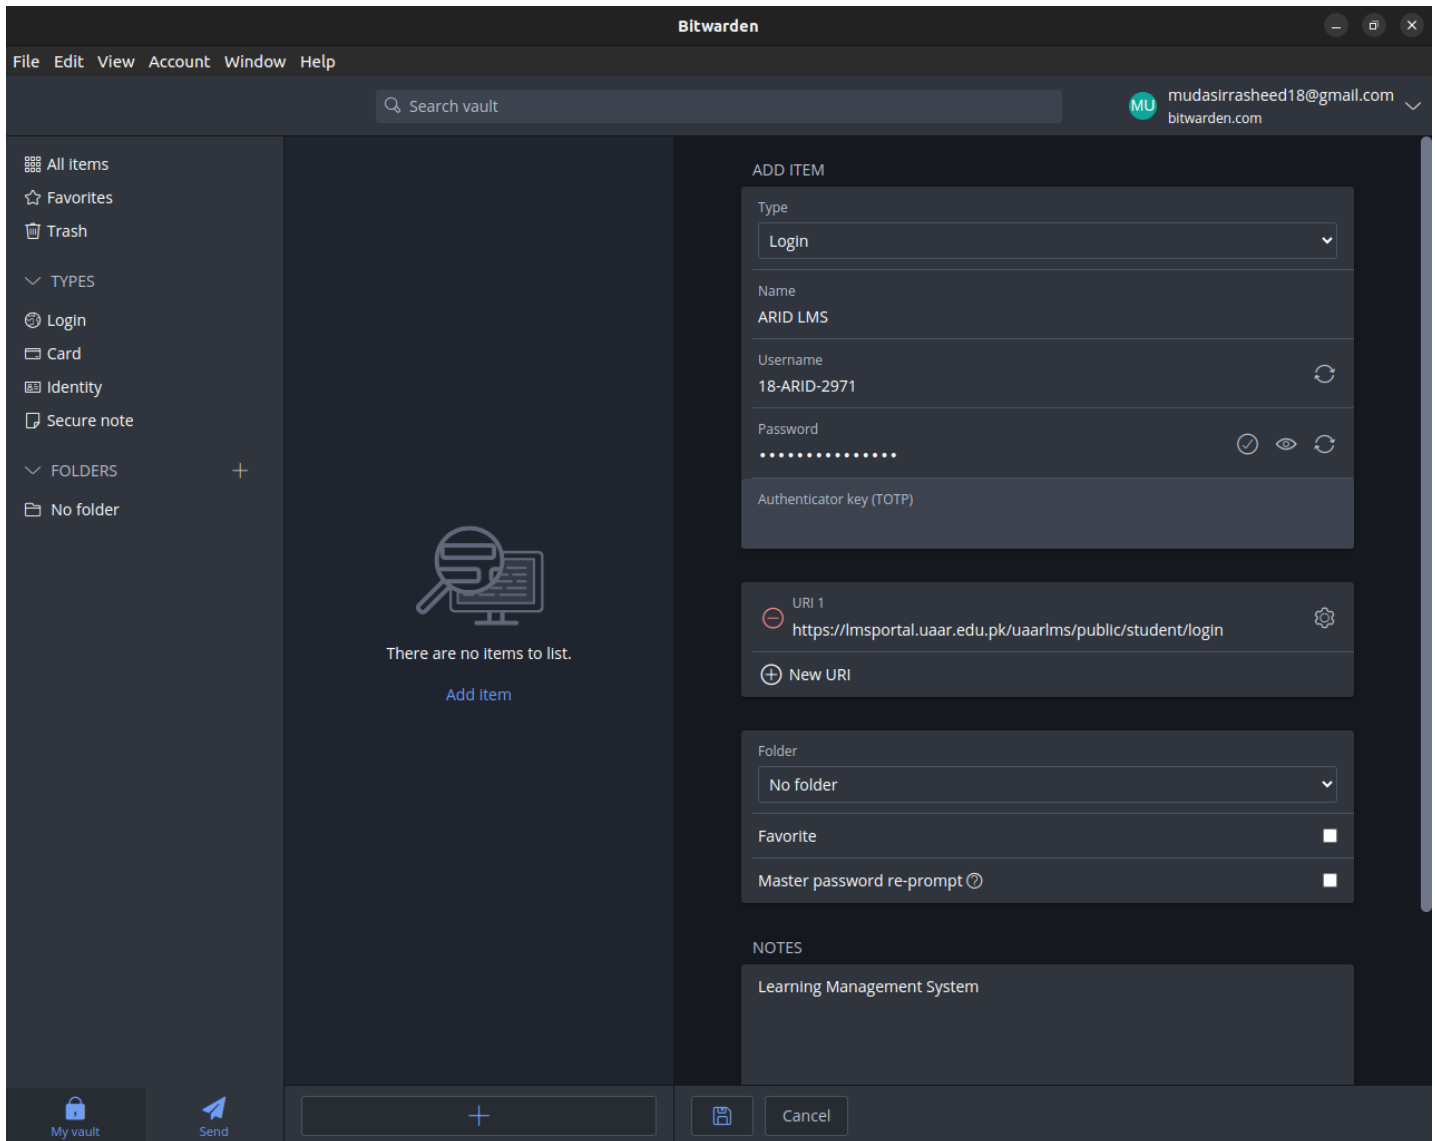 Bitwarden
File Edit View Account Window Help
Search vault
MU
mudasirrasheed18@gmail.com
bitwarden.com
All items
Favorites
Trash
TYPES
Login
Card
Identity
Secure note
FOLDERS
No folder
There are no items to list.
Add item
ADD ITEM
Type
Login
Name
ARID LMS
Username
18-ARID-2971
Password
•••••••••••••••
Authenticator key (TOTP)
URI 1
https://lmsportal.uaar.edu.pk/uaarlms/public/student/login
New URI
Folder
No folder
Favorite
Master password re-prompt
NOTES
Learning Management System
My vault
Send
Cancel